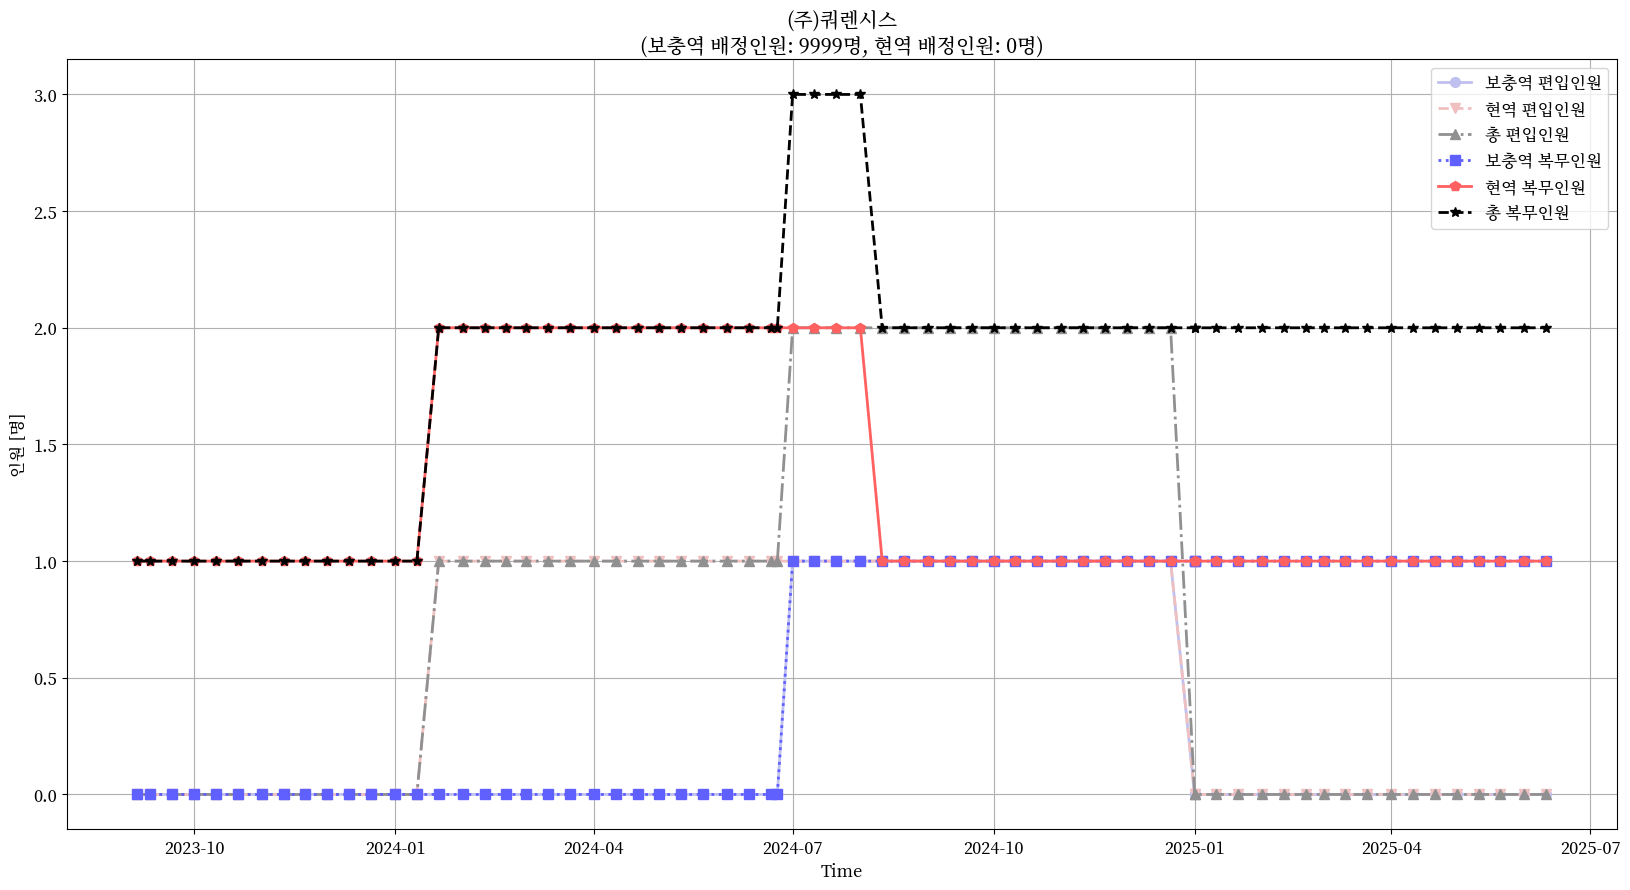 (주)쿼렌시스
(보충역 배정인원: 9999명, 현역 배정인원: 0명)
보충역 편입인원
현역 편입인원
총 편입인원
보충역 복무인원
현역 복무인원
총 복무인원
3.0
2.5
2.0
1.5
1.0
0.5
0.0
인원 [명]
2023-10
2024-01
2024-04
2024-07
2024-10
2025-01
2025-04
2025-07
Time